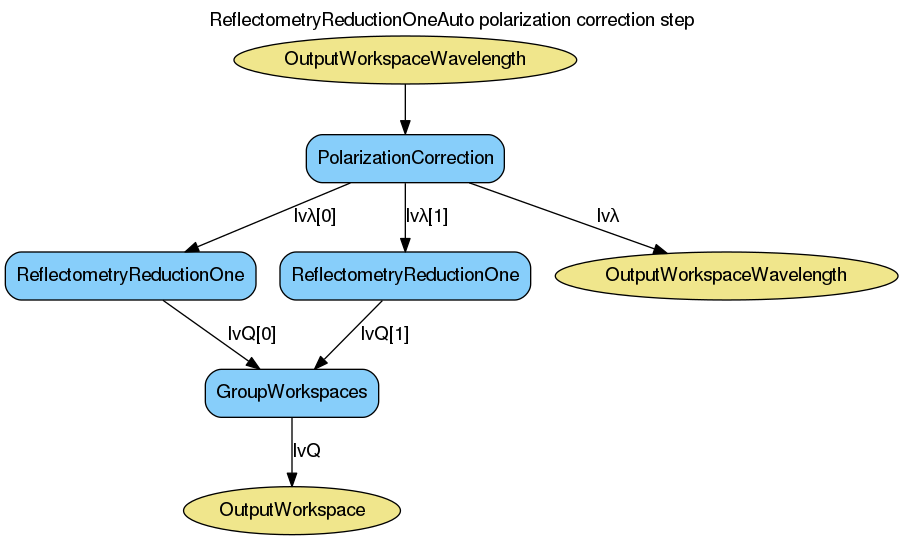 ReflectometryReductionOneAuto polarization correction step
OutputWorkspaceWavelength
PolarizationCorrection
Ivλ[0]
Ivλ[1]
Ivλ
ReflectometryReductionOne
ReflectometryReductionOne
OutputWorkspaceWavelength
IvQ[0]
IvQ[1]
GroupWorkspaces
IvQ
OutputWorkspace